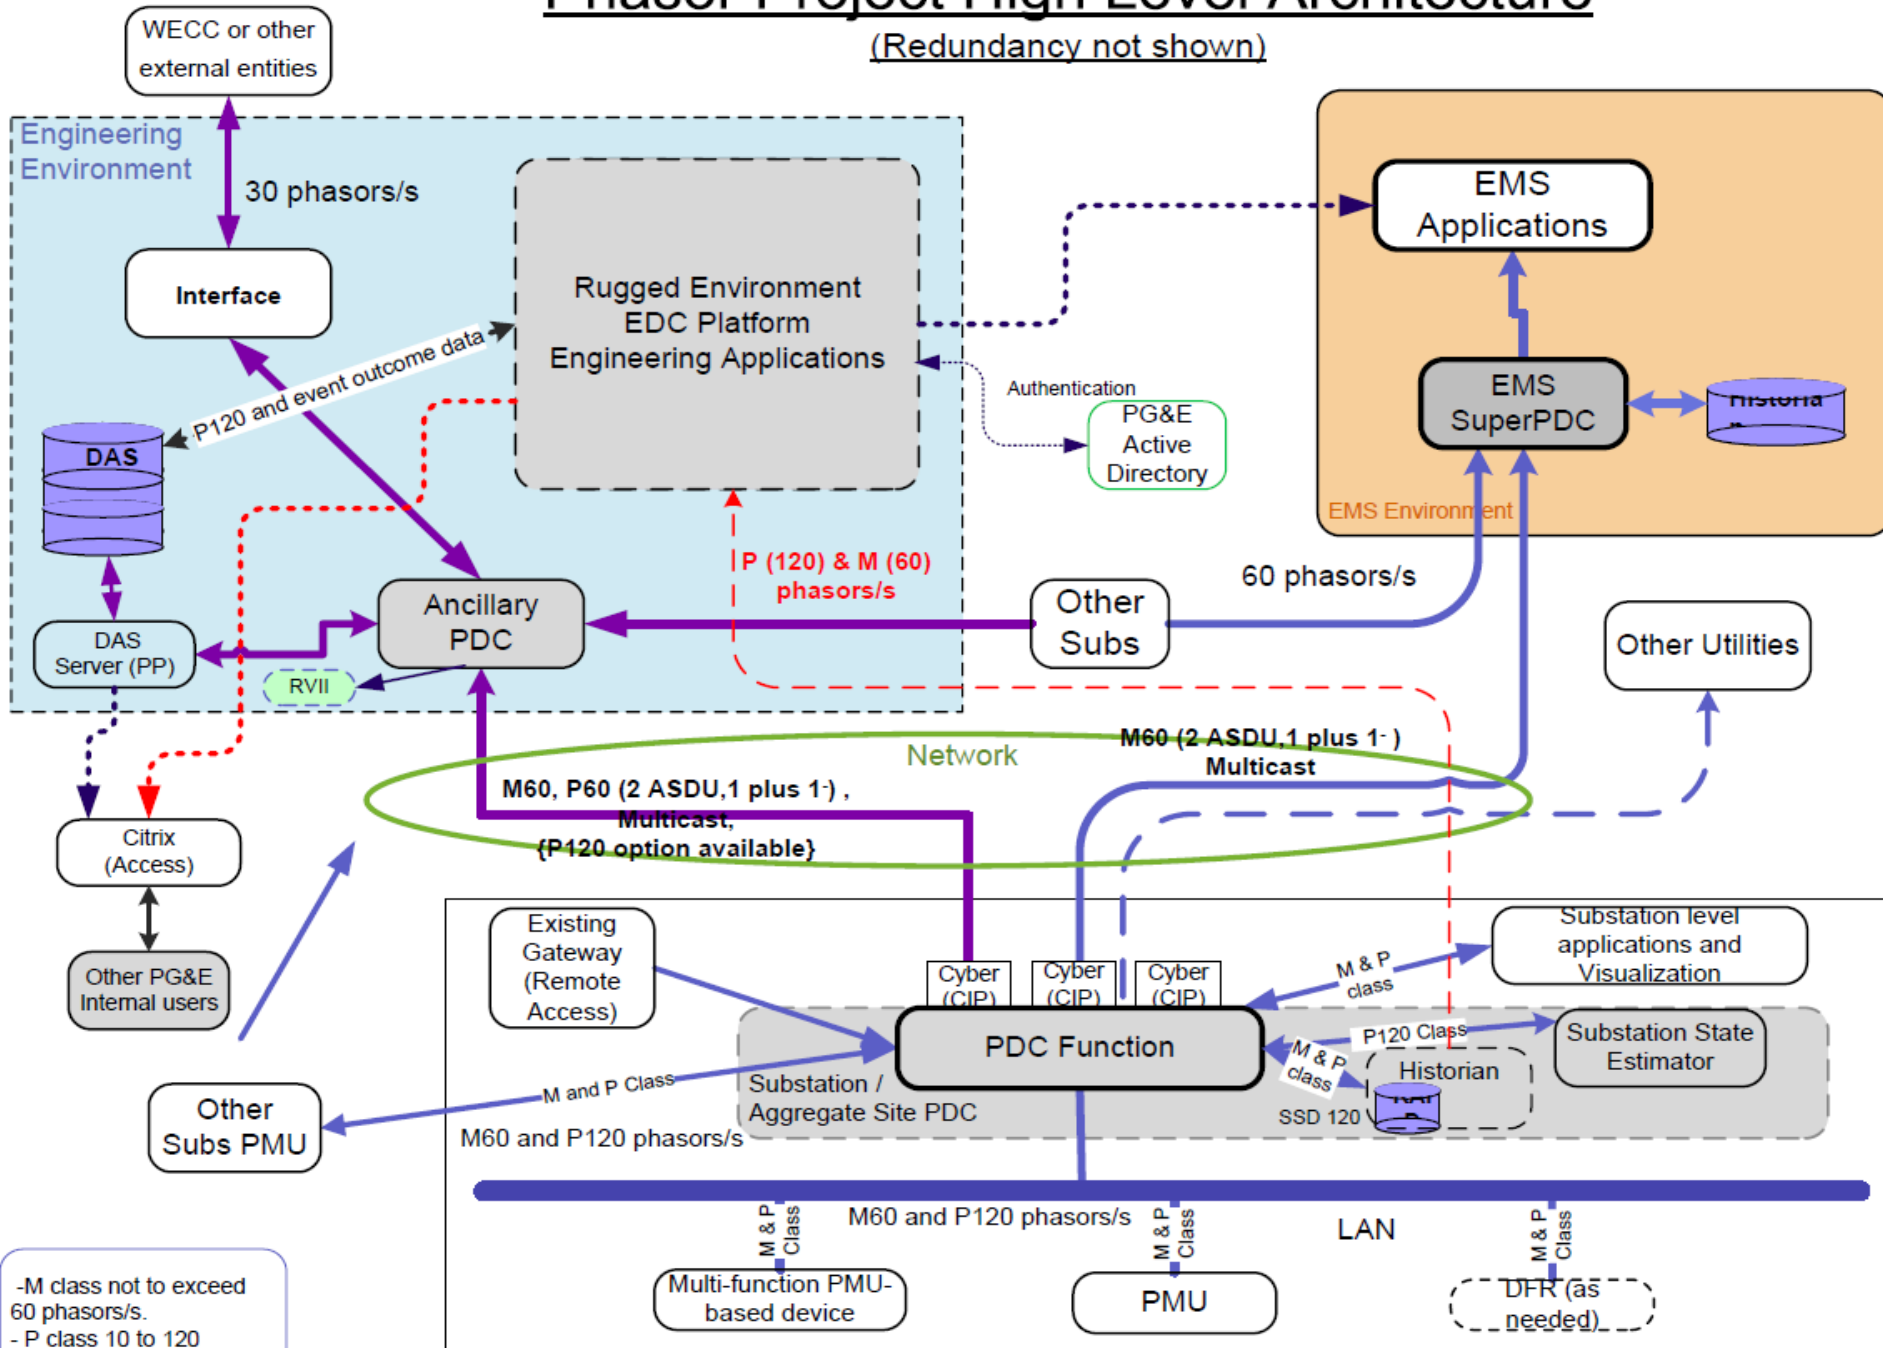 Phasor Project High Level Architecture
(Redundancy not shown)
WECC or other
external entities
Engineering
Environment
30 phasors/s
Interface
Rugged Environment
EDC Platform
Engineering Applications
P120 and event outcome data
DAS
DAS
Server (PP)
Ancillary
PDC
RVII
P (120) & M (60)
phasors/s
Authentication
PG&E
Active
Directory
EMS
Applications
EMS
SuperPDC
EMS Environment
60 phasors/s
Other
Subs
Other Utilities
Network
M60 (2 ASDU,1 plus 1- )
Multicast
M60, P60 (2 ASDU,1 plus 1-) ,
Multicast,
{P120 option available}
Citrix
(Access)
Other PG&E
Internal users
Existing
Gateway
(Remote
Access)
Cyber
(CIP)
Cyber
(CIP)
Cyber
(CIP)
M & P
class
Substation level
applications and
Visualization
PDC Function
P120 Class
Substation State
Estimator
M & P
class
Historian
SSD 120
Substation /
Aggregate Site PDC
M and P Class
Other
Subs PMU
M60 and P120 phasors/s
M & P
Class
M60 and P120 phasors/s
M & P
Class
LAN
M & P
Class
Multi-function PMU-
based device
PMU
DFR (as
needed)
-M class not to exceed
60 phasors/s.
- P class 10 to 120